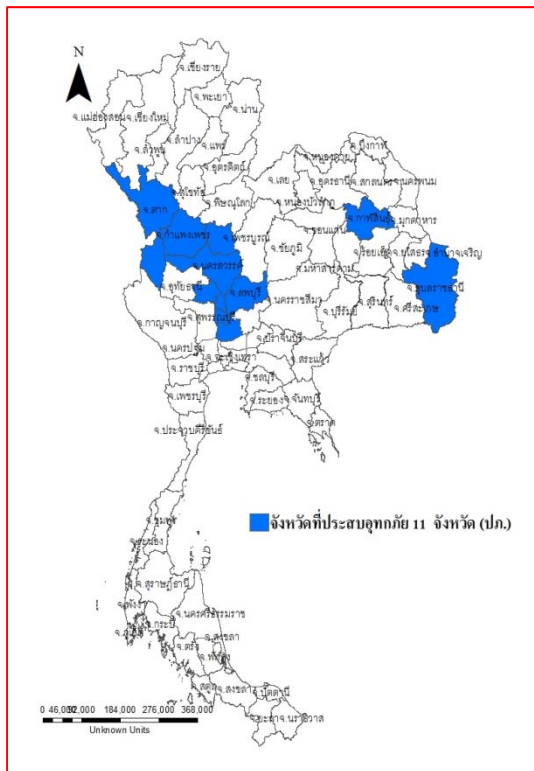 N
จ.เชียงราย
จ.พะเยา
จ.น่าน
จ.แม่ฮ่องสอน จ.เชียงใหม่
จ.ลำปาง
จ.แพร่
จ.ลำพูน
จ.บึงกาฬ
จ.อุตรดิตถ์
จ.หนองคาย
จ.เลย
จ.อุดรธานี
จ.สกลนคร
จ.นครพนม
จ.สุโขทัย
จ.พิษณุโลก
จ.ตาก
จ.หนองบัวลำภู
จ.กาฬสินธุ์
จ.มุกดาหาร
จ.กำแพงเพชร
จ.เพชรบูรณ์
จ.ขอนแก่น
จ.ชัยภูมิ
จ.ร้อยเอ็ด
จ.ยโสธร
จ.อำนาจเจริญ
จ.นครสวรรค์
จ.มหาสารคาม
จ.อุทัยธานี
จ.ลพบุรี
จ.อุบลราชธานี
จ.นครราชสีมา
จ.บุรีรัมย์
จ.สุรินทร์
จ.ศรีสะเกษ
จ.กาญจนบุรี
จ.สุพรรณบุรี
จ.ปราจีนบุรี
จ.นครปฐม
จ.ฉะเชิงเทรา
จ.สระแก้ว
จ.ราชบุรี
จ.ชลบุรี
จ.เพชรบุรี
จ.ระยอง
จ.จันทบุรี
จ.ตราด
จ.ประจวบคีรีขันธ์
จ.ชุมพร
จ.ระนอง
จังหวัดที่ประสบอุทกภัย 11 จังหวัด (ปภ.)
จ.สุราษฎ์ธานี
จ.พังงา
จ.นครศรีธรรมราช
จ.กระบี่
จ.สงขลา
จ.ตรัง
จ.สตูล
จ.สงขลา
จ.ปัตตานี
จ.ยะลา
จ.นราธิวาส
0 46,000 92,000 184,000 276,000 368,000
Unknown Units